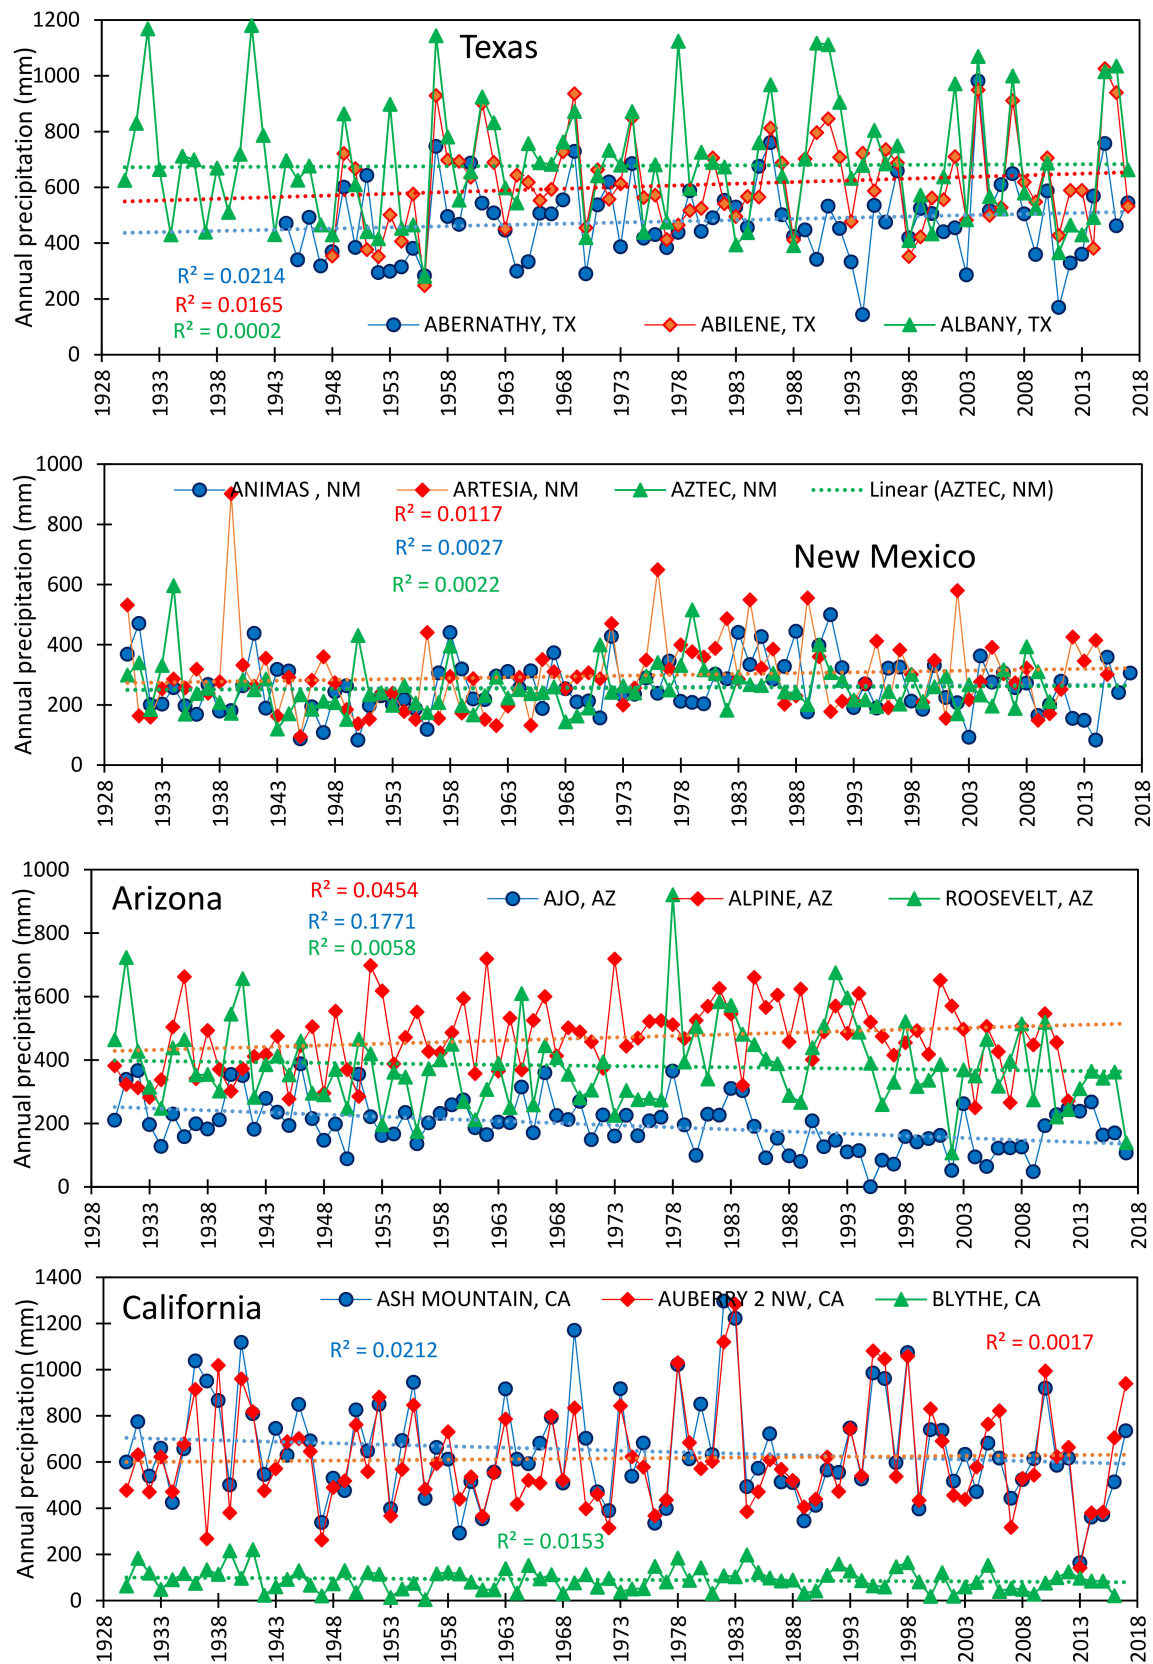 Texas
Annual precipitation (mm)
1200
1000
800
600
400
200
0
R² = 0.0214
R² = 0.0165
R² = 0.0002
ABERNATHY, TX ABILENE, TX ALBANY, TX
1928 1933 1938 1943 1948 1953 1958 1963 1968 1973 1978 1983 1988 1993 1998 2003 2008 2013 2018
Annual precipitation (mm)
1000
800
600
400
200
0
ANIMAS , NM ARTESIA, NM AZTEC, NM Linear (AZTEC, NM)
R² = 0.0117
R² = 0.0027
R² = 0.0022
New Mexico
1928 1933 1938 1943 1948 1953 1958 1963 1968 1973 1978 1983 1988 1993 1998 2003 2008 2013 2018
Annual precipitation (mm)
1000
800
600
400
200
0
Arizona
R² = 0.0454
R² = 0.1771
R² = 0.0058
AJO, AZ ALPINE, AZ ROOSEVELT, AZ
1928 1933 1938 1943 1948 1953 1958 1963 1968 1973 1978 1983 1988 1993 1998 2003 2008 2013 2018
Annual precipitation (mm)
1400
1200
1000
800
600
400
200
0
California
ASH MOUNTAIN, CA AUBERRY 2 NW, CA BLYTHE, CA
R² = 0.0212
R² = 0.0017
R² = 0.0153
1928 1933 1938 1943 1948 1953 1958 1963 1968 1973 1978 1983 1988 1993 1998 2003 2008 2013 2018